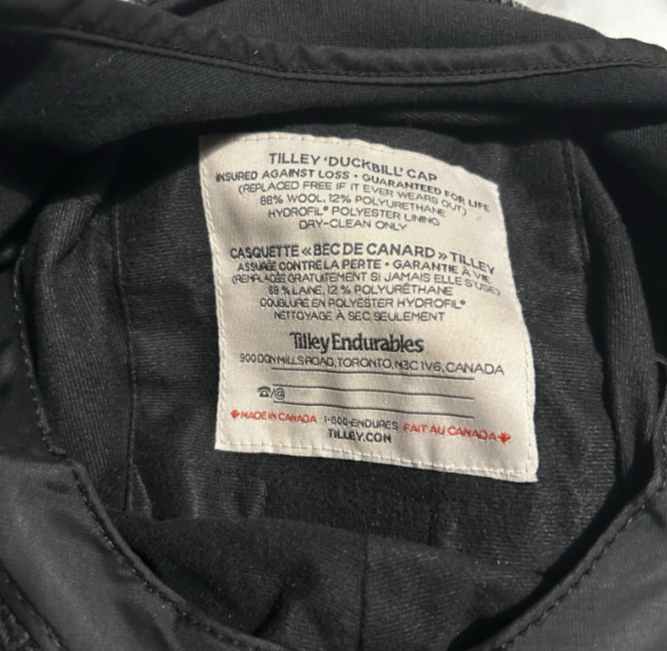 TILLEY 'DUCKBILL' CAP
INSURED AGAINST LOSS • GUARANTEED FOR LIFE
(REPLACED FREE IF IT EVER WEARS OUT)
88% WOOL, 12% POLYURETHANE
HYDROFIL® POLYESTER LINING
DRY-CLEAN ONLY
CASQUETTE «BEC DE CANARD» TILLEY
ASSURÉE CONTRE LA PERTE • GARANTIE À VIE
(REMPLACÉE GRATUITEMENT SI JAMAIS ELLE S'USE)
88 % LAINE, 12 % POLYURÉTHANE
DOUBLURE EN POLYESTER HYDROFIL®
NETTOYAGE À SEC SEULEMENT
Tilley Endurables
900 DON MILLS ROAD, TORONTO, M3C 1V6, CANADA
☎/@
MADE IN CANADA 1-800-ENDURES FAIT AU CANADA
TILLEY.COM